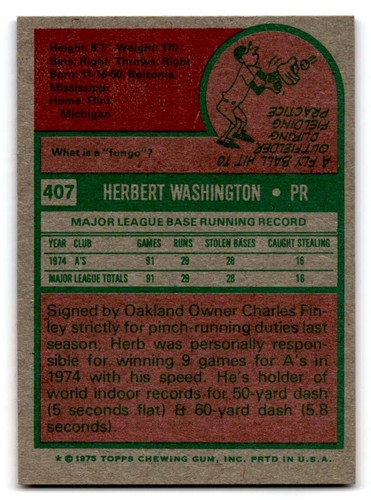 Height: 6'1" Weight: 170
Bats: Right Throws: Right
Born: 11-16-50, Belzonia,
Mississippi
Home: Flint
Michigan
What is a "fungo"?
A FLY BALL HIT TO
OUTFIELDER
DURING
FIELDING
PRACTICE
407 HERBERT WASHINGTON • PR
MAJOR LEAGUE BASE RUNNING RECORD
YEAR CLUB GAMES RUNS STOLEN BASES CAUGHT STEALING
1974 A'S 91 29 28 16
MAJOR LEAGUE TOTALS 91 29 28 16
Signed by Oakland Owner Charles Fin-
ley strictly for pinch-running duties last
season, Herb was personally respon-
sible for winning 9 games for A's in
1974 with his speed. He's holder of
world indoor records for 50-yard dash
(5 seconds flat) & 60-yard dash (5.8
seconds).
* © 1975 TOPPS CHEWING GUM, INC. PRTD IN U.S.A.